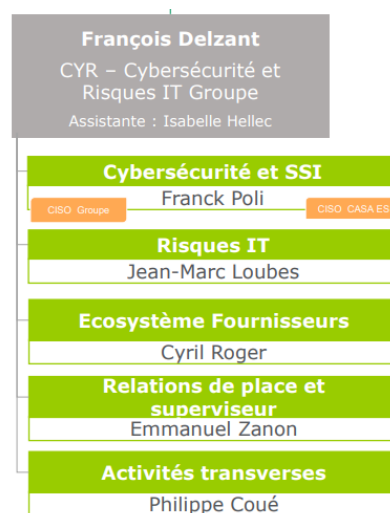 François Delzant
CYR – Cybersécurité et
Risques IT Groupe
Assistante : Isabelle Hellec
Cybersécurité et SSI
Franck Poli
CISO Groupe
CISO CASA ES
Risques IT
Jean-Marc Loubes
Ecosystème Fournisseurs
Cyril Roger
Relations de place et
superviseur
Emmanuel Zanon
Activités transverses
Philippe Coué